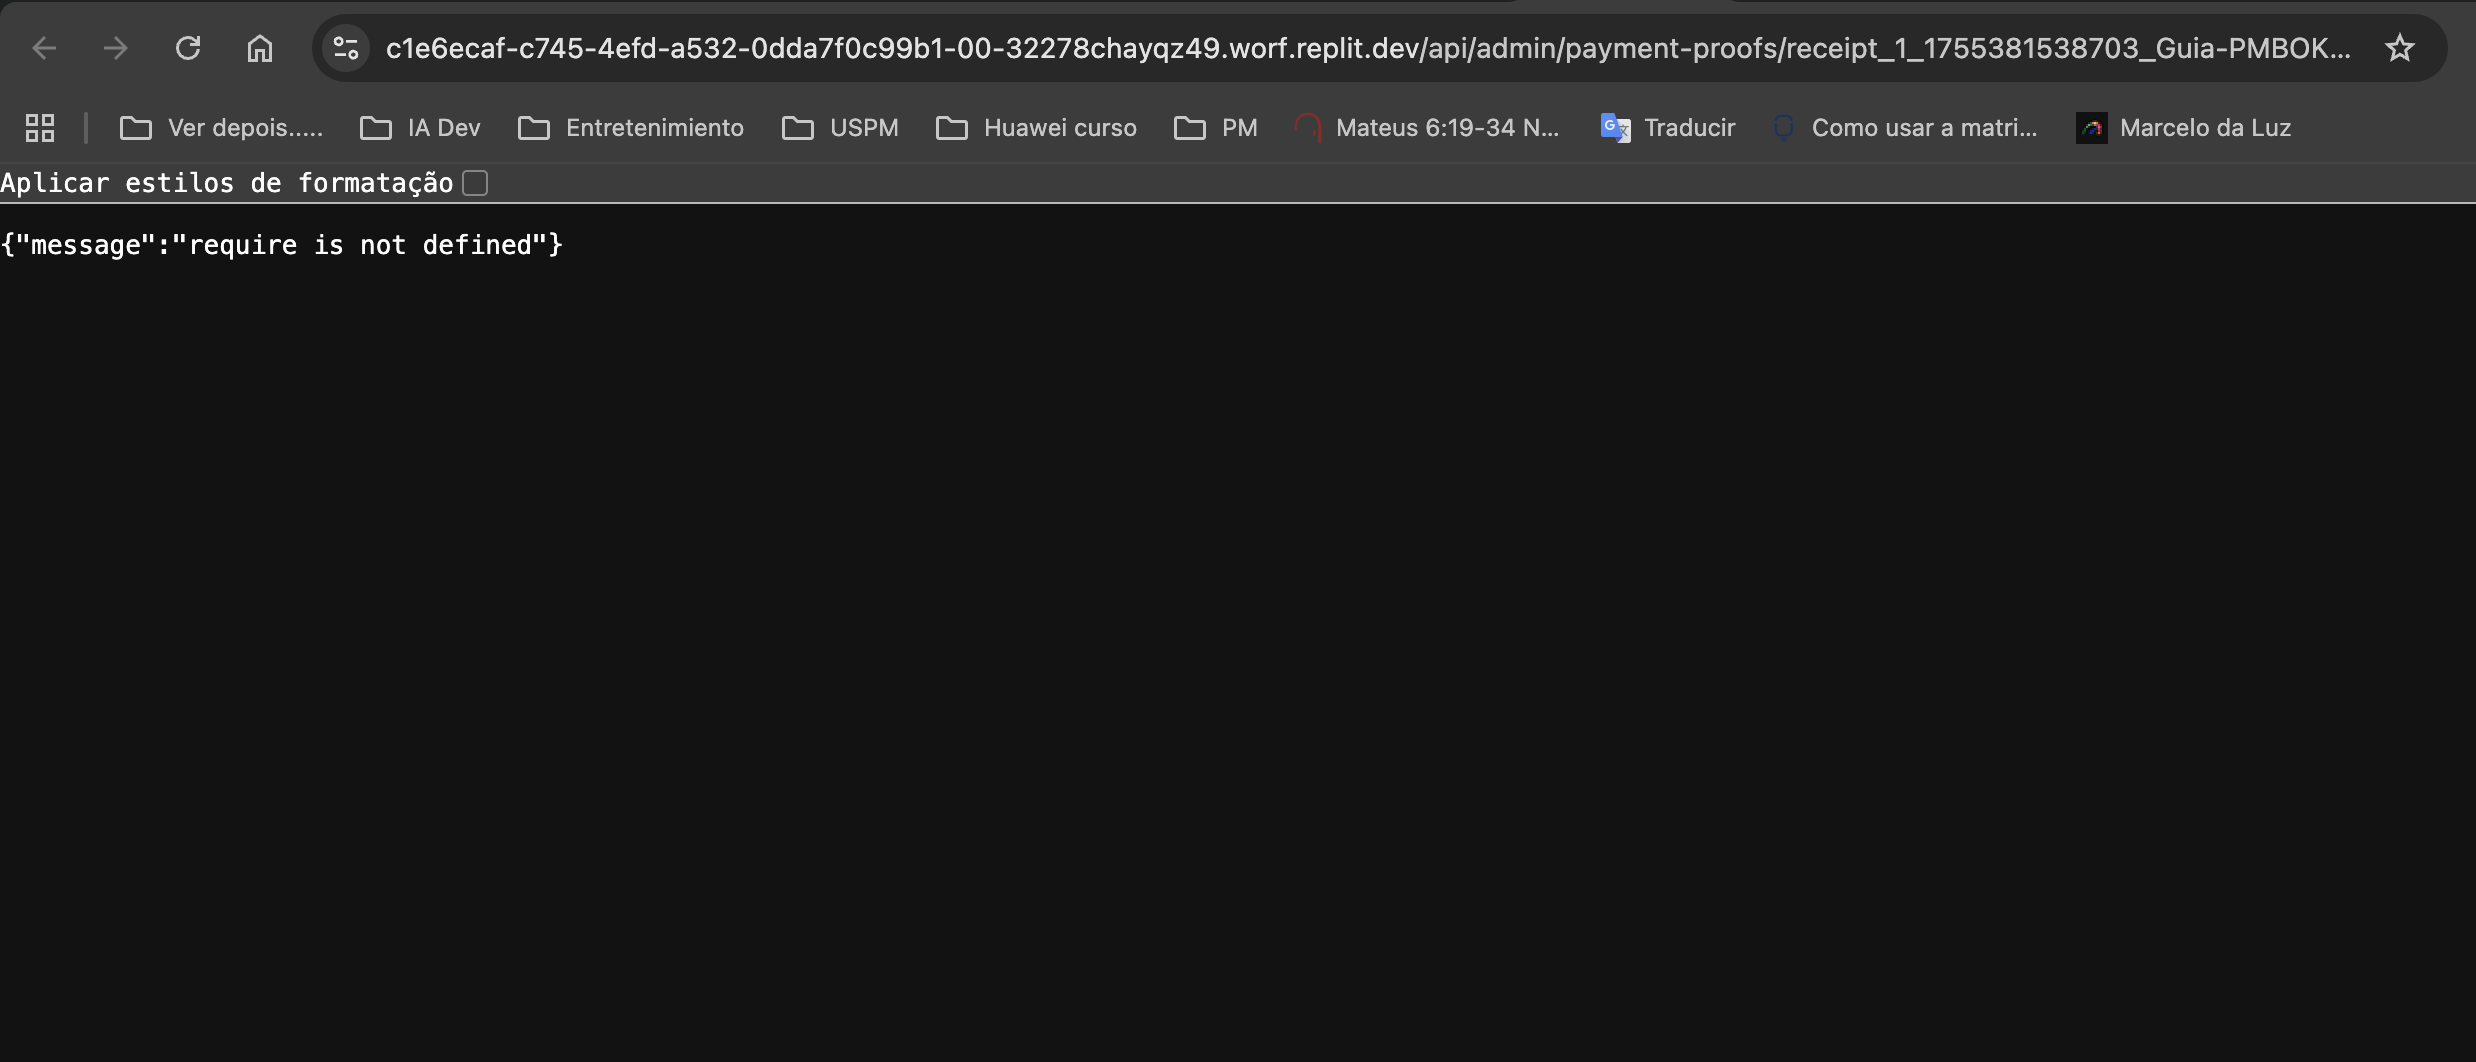 c1e6ecaf-c745-4efd-a532-0dda7f0c99b1-00-32278chayqz49.worf.replit.dev/api/admin/payment-proofs/receipt_1_1755381538703_Guia-PMBOK...
Ver depois..... IA Dev Entretenimiento USPM Huawei curso PM Mateus 6:19-34 N... Traducir Como usar a matri... Marcelo da Luz
Aplicar estilos de formatação
{"message":"require is not defined"}